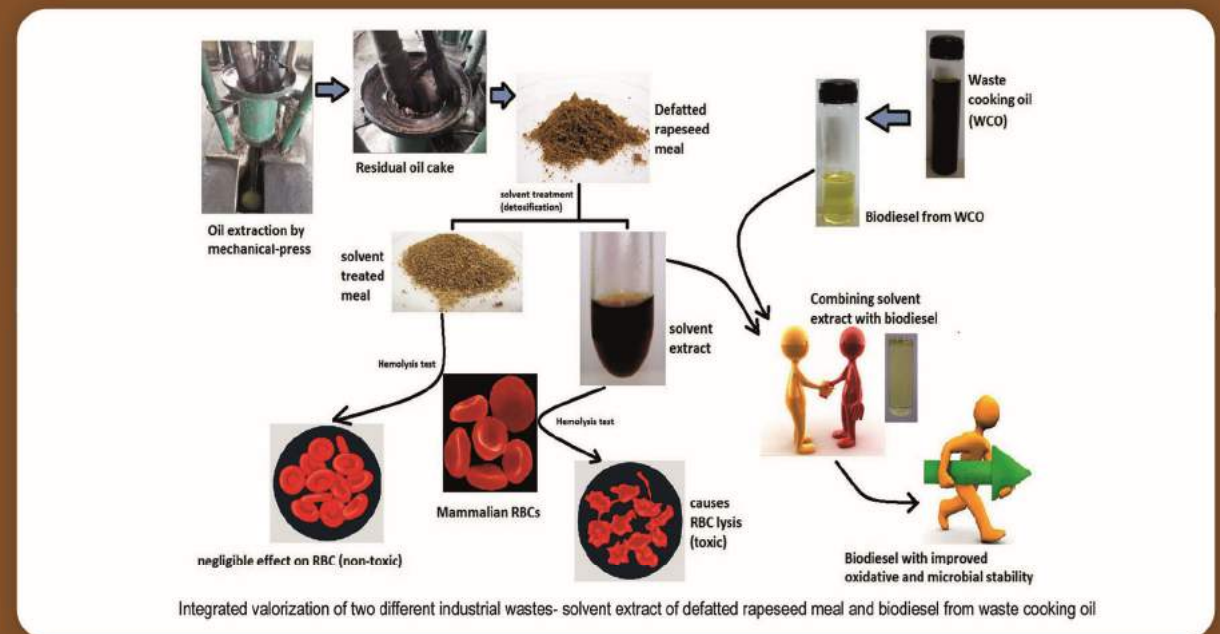 Oil extraction by
mechanical-press
Residual oil cake
Defatted
rapeseed
meal
Waste
cooking oil
(WCO)
Biodiesel from WCO
solvent treatment
(detoxification)
solvent
treated
meal
solvent
extract
Combining solvent
extract with biodiesel
Hemolysis test
Hemolysis test
Mammalian RBCs
negligible effect on RBC (non-toxic)
causes
RBC lysis
(toxic)
Biodiesel with improved
oxidative and microbial stability
Integrated valorization of two different industrial wastes- solvent extract of defatted rapeseed meal and biodiesel from waste cooking oil